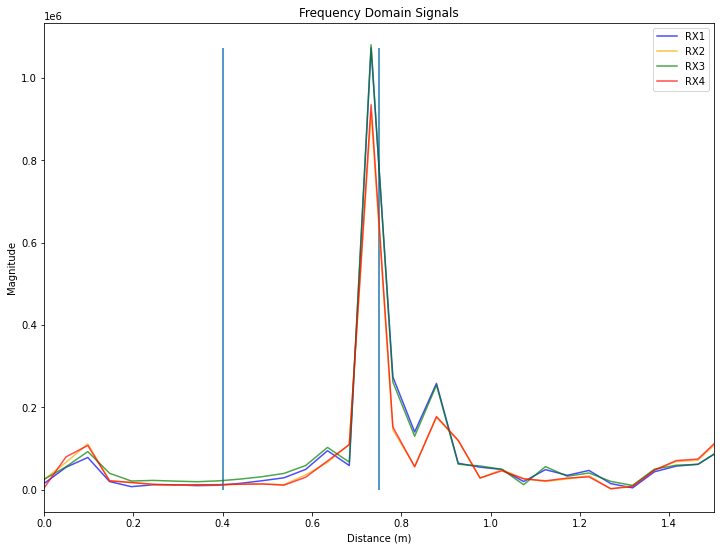 Frequency Domain Signals
1e6
RX1
RX2
RX3
RX4
Magnitude
1.0
0.8
0.6
0.4
0.2
0.0
0.0 0.2 0.4 0.6 0.8 1.0 1.2 1.4
Distance (m)